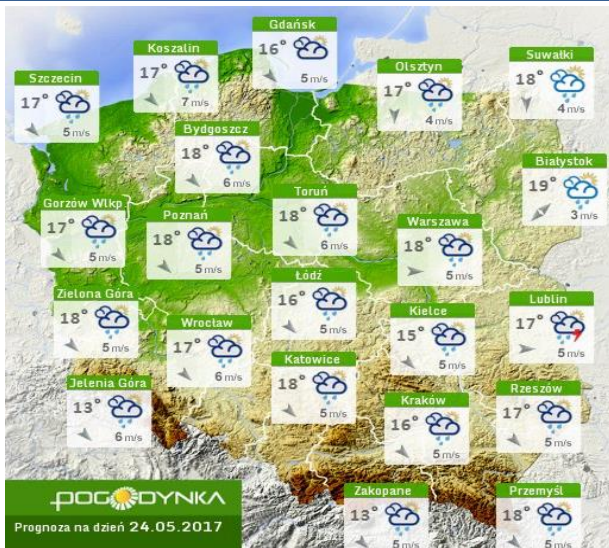 Gdańsk
16°
5 m/s
Koszalin
17°
7 m/s
Suwałki
18°
4 m/s
Olsztyn
17°
4 m/s
Szczecin
17°
5 m/s
Bydgoszcz
18°
6 m/s
Białystok
19°
3 m/s
Toruń
18°
6 m/s
Gorzów Wlkp
17°
5 m/s
Poznań
18°
5 m/s
Warszawa
18°
5 m/s
Łódź
16°
5 m/s
Zielona Góra
18°
5 m/s
Lublin
17°
5 m/s
Kielce
15°
5 m/s
Wrocław
17°
6 m/s
Katowice
18°
5 m/s
Jelenia Góra
13°
6 m/s
Rzeszów
17°
5 m/s
Kraków
16°
5 m/s
Zakopane
13°
5 m/s
Przemyśl
18°
5 m/s
POGODYNKA
Prognoza na dzień 24.05.2017